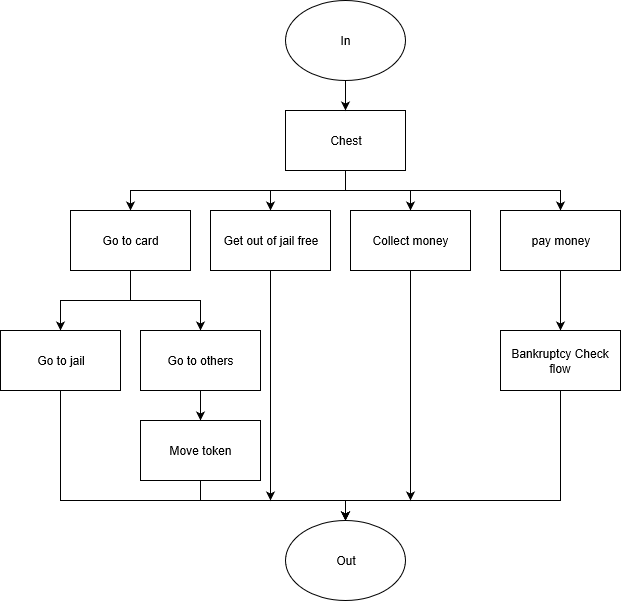 In
Chest
Go to card
Get out of jail free
Collect money
pay money
Go to jail
Go to others
Bankruptcy Check
flow
Move token
Out